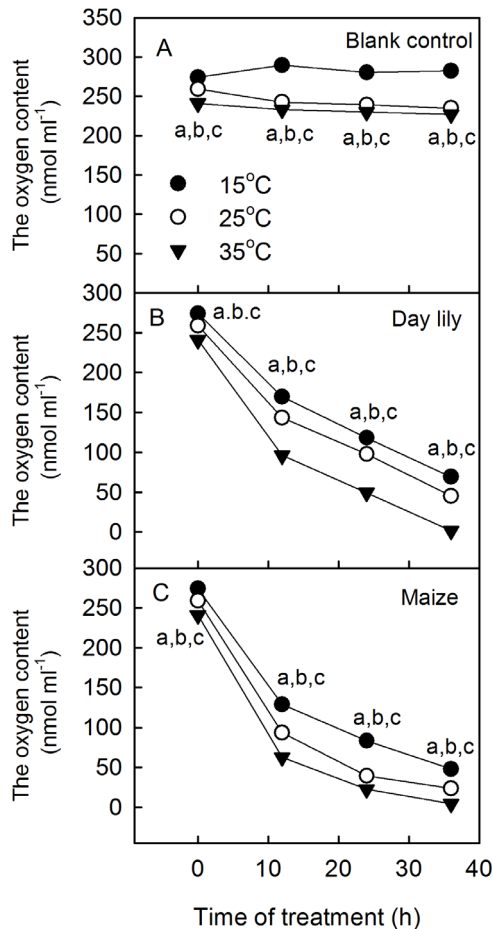 350
A
Blank control
300
250
a,b,c
a,b,c
a,b,c
a,b,c
200
150
15°C
25°C
35°C
100
50
The oxygen content
(nmol ml-1)
300
B
a.b.c
Day lily
250
a,b,c
200
a,b,c
150
a,b,c
100
50
0
The oxygen content
(nmol ml-1)
300
C
Maize
250
a,b,c
200
a,b,c
150
a,b,c
100
a,b,c
50
0
The oxygen content
(nmol ml-1)
0 10 20 30 40
Time of treatment (h)